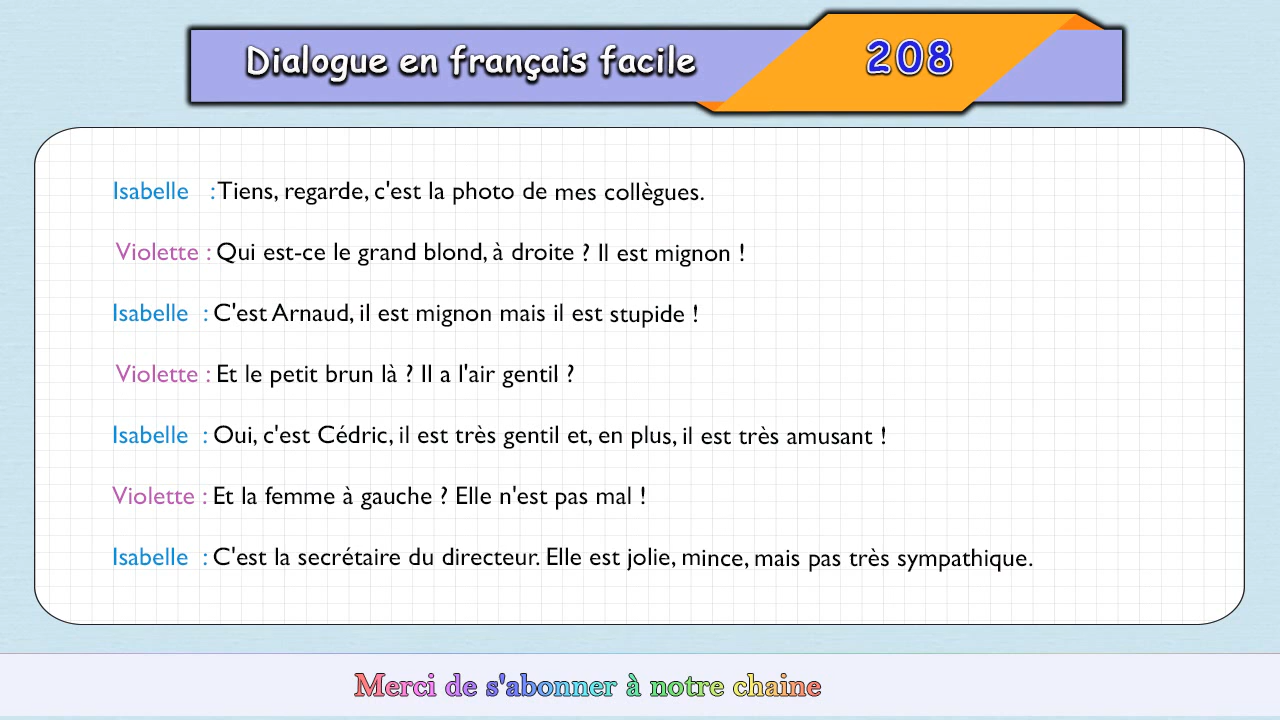 Dialogue en français facile
208
Isabelle : Tiens, regarde, c'est la photo de mes collègues.
Violette : Qui est-ce le grand blond, à droite ? Il est mignon !
Isabelle : C'est Arnaud, il est mignon mais il est stupide !
Violette : Et le petit brun là ? Il a l'air gentil ?
Isabelle : Oui, c'est Cédric, il est très gentil et, en plus, il est très amusant !
Violette : Et la femme à gauche ? Elle n'est pas mal !
Isabelle : C'est la secrétaire du directeur. Elle est jolie, mince, mais pas très sympathique.
Merci de s'abonner à notre chaine